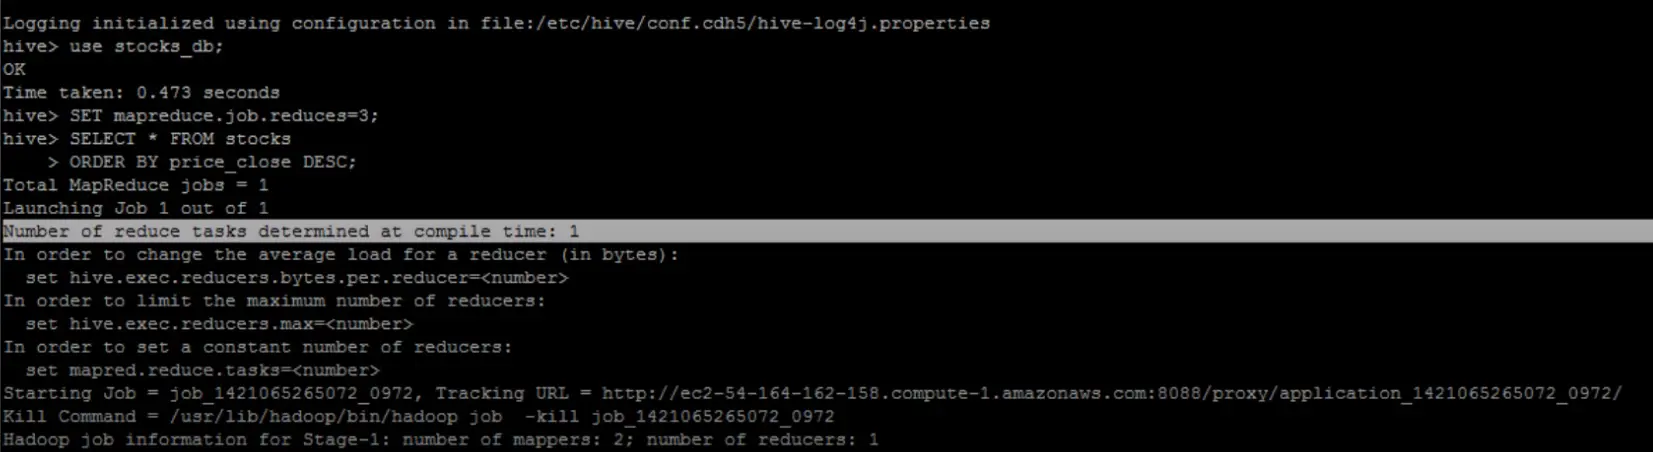 Logging initialized using configuration in file:/etc/hive/conf.cdh5/hive-log4j.properties
hive> use stocks_db;
OK
Time taken: 0.473 seconds
hive> SET mapreduce.job.reduces=3;
hive> SELECT * FROM stocks
    > ORDER BY price_close DESC;
Total MapReduce jobs = 1
Launching Job 1 out of 1
Number of reduce tasks determined at compile time: 1
In order to change the average load for a reducer (in bytes):
  set hive.exec.reducers.bytes.per.reducer=<number>
In order to limit the maximum number of reducers:
  set hive.exec.reducers.max=<number>
In order to set a constant number of reducers:
  set mapred.reduce.tasks=<number>
Starting Job = job_1421065265072_0972, Tracking URL = http://ec2-54-164-162-158.compute-1.amazonaws.com:8088/proxy/application_1421065265072_0972/
Kill Command = /usr/lib/hadoop/bin/hadoop job  -kill job_1421065265072_0972
Hadoop job information for Stage-1: number of mappers: 2; number of reducers: 1